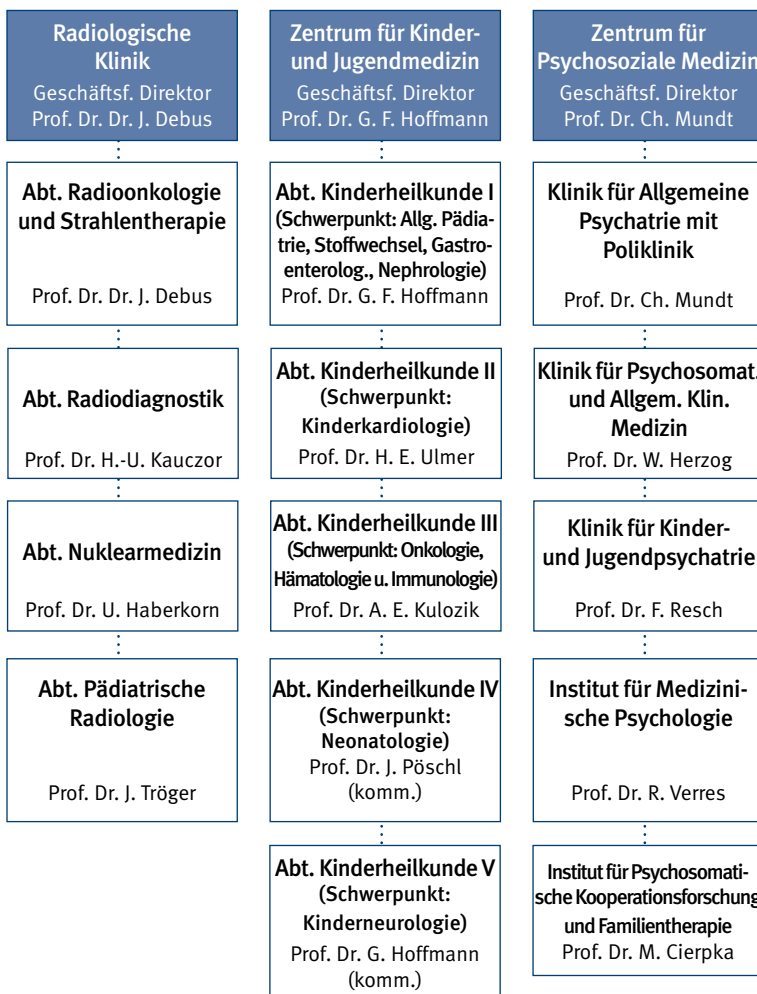 Radiologische
Klinik
Geschäftsf. Direktor
Prof. Dr. Dr. J. Debus
Abt. Radioonkologie
und Strahlentherapie
Prof. Dr. Dr. J. Debus
Abt. Radiodiagnostik
Prof. Dr. H.-U. Kauczor
Abt. Nuklearmedizin
Prof. Dr. U. Haberkorn
Abt. Pädiatrische
Radiologie
Prof. Dr. J. Tröger
Zentrum für Kinder-
und Jugendmedizin
Geschäftsf. Direktor
Prof. Dr. G. F. Hoffmann
Abt. Kinderheilkunde I
(Schwerpunkt: Allg. Pädia-
trie, Stoffwechsel, Gastro-
enterolog., Nephrologie)
Prof. Dr. G. F. Hoffmann
Abt. Kinderheilkunde II
(Schwerpunkt:
Kinderkardiologie)
Prof. Dr. H. E. Ulmer
Abt. Kinderheilkunde III
(Schwerpunkt: Onkologie,
Hämatologie u. Immunologie)
Prof. Dr. A. E. Kulozik
Abt. Kinderheilkunde IV
(Schwerpunkt:
Neonatologie)
Prof. Dr. J. Pöschl
(komm.)
Abt. Kinderheilkunde V
(Schwerpunkt:
Kinderneurologie)
Prof. Dr. G. Hoffmann
(komm.)
Zentrum für
Psychosoziale Medizin
Geschäftsf. Direktor
Prof. Dr. Ch. Mundt
Klinik für Allgemeine
Psychatrie mit
Poliklinik
Prof. Dr. Ch. Mundt
Klinik für Psychosomat.
und Allgem. Klin.
Medizin
Prof. Dr. W. Herzog
Klinik für Kinder-
und Jugendpsychatrie
Prof. Dr. F. Resch
Institut für Medizini-
sche Psychologie
Prof. Dr. R. Verres
Institut für Psychosomati-
sche Kooperationsforschung
und Familientherapie
Prof. Dr. M. Cierpka